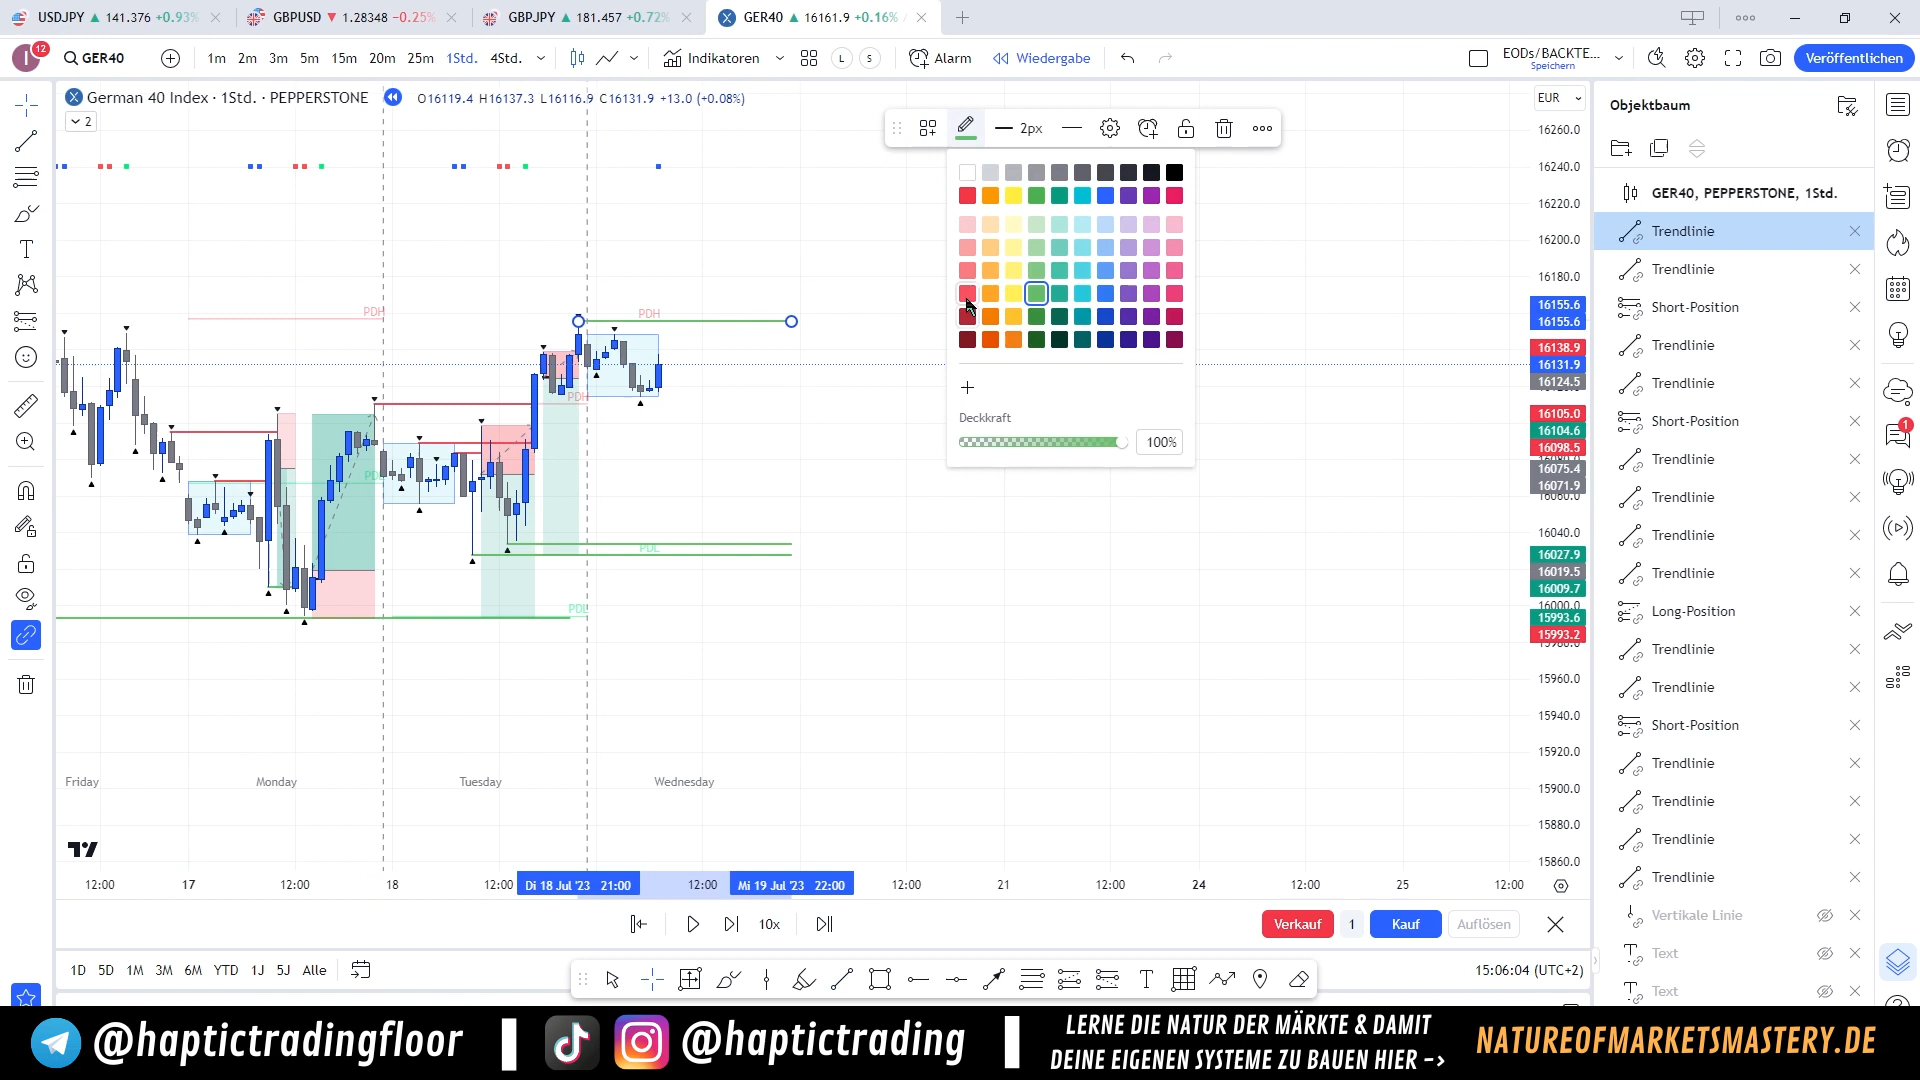 USDJPY ▲ 141.376 +0.93%
GBPUSD ▼ 1.28348 −0.25%
GBPJPY ▲ 181.457 +0.72%
GER40 ▲ 16161.9 +0.16%
I 12 GER40 1m 2m 3m 5m 15m 20m 25m 1Std. 4Std. Indikatoren L S Alarm Wiedergabe EODs/BACKTE... Veröffentlichen
Speichern
German 40 Index · 1Std. · PEPPERSTONE O16119.4 H16137.3 L16116.9 C16131.9 +13.0 (+0.08%)
2
2px
EUR
16260.0
16240.0
16220.0
16200.0
16180.0
16155.6
16155.6
16138.9
16131.9
16124.5
16105.0
16104.6
16098.5
16075.4
16071.9
16060.0
16040.0
16027.9
16019.5
16009.7
16000.0
15993.6
15993.2
15960.0
15940.0
15920.0
15900.0
15880.0
15860.0
PDH
PDH
PDH
PDL
PDL
PDL
Deckkraft
100%
Friday Monday Tuesday Wednesday
12:00 17 12:00 18 12:00 Di 18 Jul '23 21:00 12:00 Mi 19 Jul '23 22:00 12:00 21 12:00 24 12:00 25 12:00
10x
Verkauf 1 Kauf Auflösen
1D 5D 1M 3M 6M YTD 1J 5J Alle
15:06:04 (UTC+2)
Objektbaum
GER40, PEPPERSTONE, 1Std.
Trendlinie
Trendlinie
Short-Position
Trendlinie
Trendlinie
Short-Position
Trendlinie
Trendlinie
Trendlinie
Trendlinie
Long-Position
Trendlinie
Trendlinie
Short-Position
Trendlinie
Trendlinie
Trendlinie
Trendlinie
Vertikale Linie
Text
Text
1
@haptictradingfloor
@haptictrading
LERNE DIE NATUR DER MÄRKTE & DAMIT
DEINE EIGENEN SYSTEME ZU BAUEN HIER –>
NATUREOFMARKETSMASTERY.DE